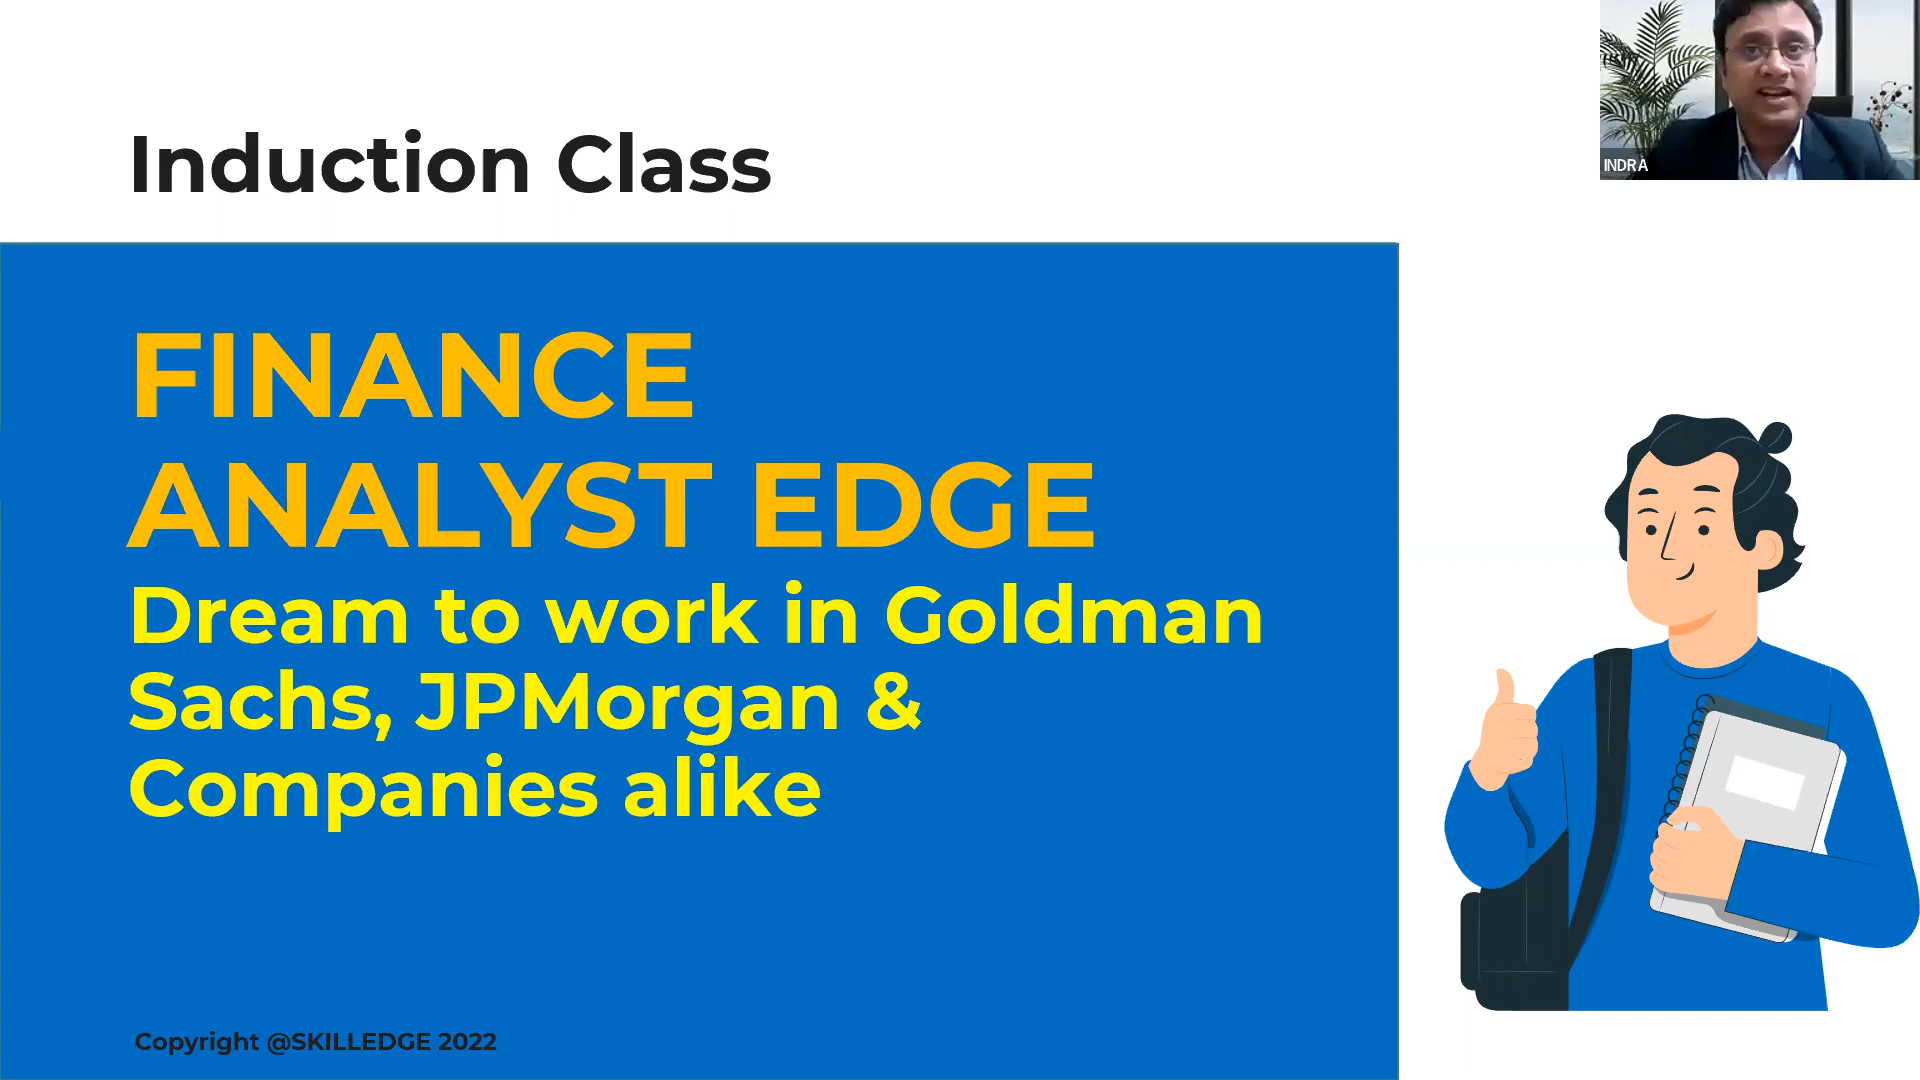 Induction Class
INDRA
FINANCE
ANALYST EDGE
Dream to work in Goldman
Sachs, JPMorgan &
Companies alike
Copyright @SKILLEDGE 2022